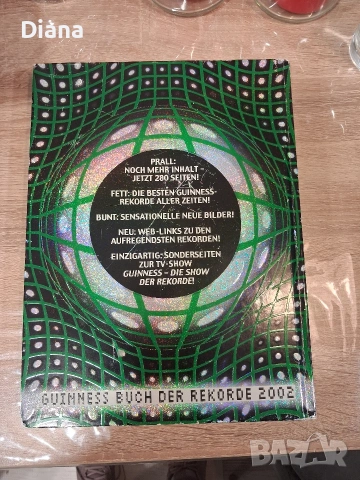 Diàna
PRALL:
NOCH MEHR INHALT –
JETZT 280 SEITEN!
FETT: DIE BESTEN GUINNESS-
REKORDE ALLER ZEITEN!
BUNT: SENSATIONELLE NEUE BILDER!
NEU: WEB-LINKS ZU DEN
AUFREGENDSTEN REKORDEN!
EINZIGARTIG: SONDERSEITEN
ZUR TV-SHOW
GUINNESS – DIE SHOW
DER REKORDE!
GUINNESS BUCH DER REKORDE 2002
BAZAR